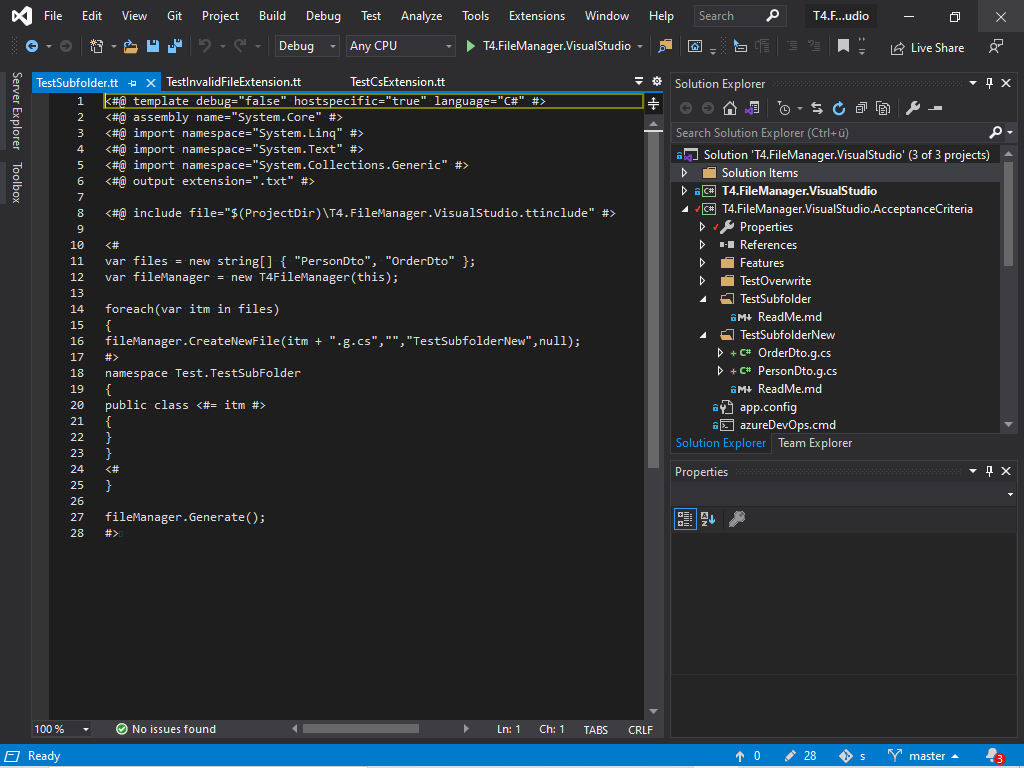 File Edit View Git Project Build Debug Test Analyze Tools Extensions Window Help Search T4.F...udio
Debug Any CPU T4.FileManager.VisualStudio Live Share
Server Explorer
Toolbox
TestSubfolder.tt TestInvalidFileExtension.tt TestCsExtension.tt
1 <#@ template debug="false" hostspecific="true" language="C#" #>
2 <#@ assembly name="System.Core" #>
3 <#@ import namespace="System.Linq" #>
4 <#@ import namespace="System.Text" #>
5 <#@ import namespace="System.Collections.Generic" #>
6 <#@ output extension=".txt" #>
7
8 <#@ include file="$(ProjectDir)\T4.FileManager.VisualStudio.ttinclude" #>
9
10 <#
11 var files = new string[] { "PersonDto", "OrderDto" };
12 var fileManager = new T4FileManager(this);
13
14 foreach(var itm in files)
15 {
16 fileManager.CreateNewFile(itm + ".g.cs","","TestSubfolderNew",null);
17 #>
18 namespace Test.TestSubFolder
19 {
20 public class <#= itm #>
21 {
22 }
23 }
24 <#
25 }
26
27 fileManager.Generate();
28 #>
100 % No issues found Ln: 1 Ch: 1 TABS CRLF
Solution Explorer
Search Solution Explorer (Ctrl+ü)
Solution 'T4.FileManager.VisualStudio' (3 of 3 projects)
Solution Items
C# T4.FileManager.VisualStudio
C# T4.FileManager.VisualStudio.AcceptanceCriteria
Properties
References
Features
TestOverwrite
TestSubfolder
M+ ReadMe.md
TestSubfolderNew
+ C# OrderDto.g.cs
+ C# PersonDto.g.cs
M+ ReadMe.md
app.config
azureDevOps.cmd
Solution Explorer Team Explorer
Properties
Ready 0 28 s master 3